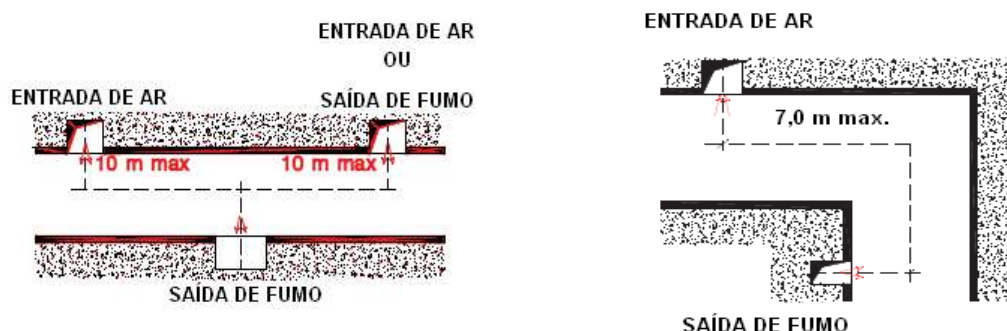 ENTRADA DE AR
OU
SAÍDA DE FUMO
ENTRADA DE AR
10 m max
10 m max
SAÍDA DE FUMO
ENTRADA DE AR
7,0 m max.
SAÍDA DE FUMO